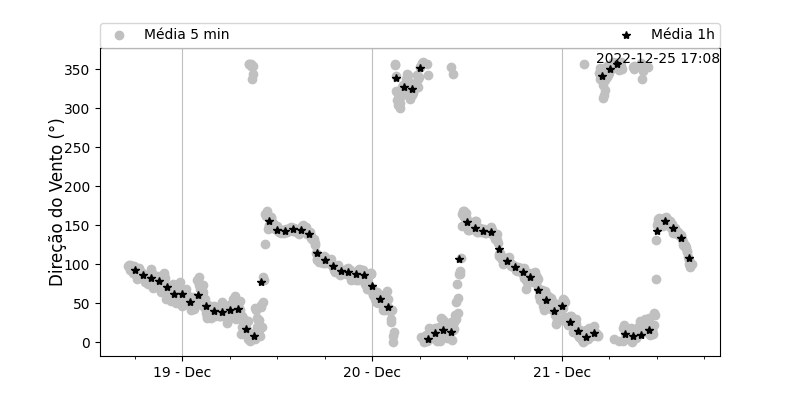 Média 5 min
Média 1h
2022-12-25 17:08
Direção do Vento (°)
350
300
250
200
150
100
50
0
19 - Dec
20 - Dec
21 - Dec